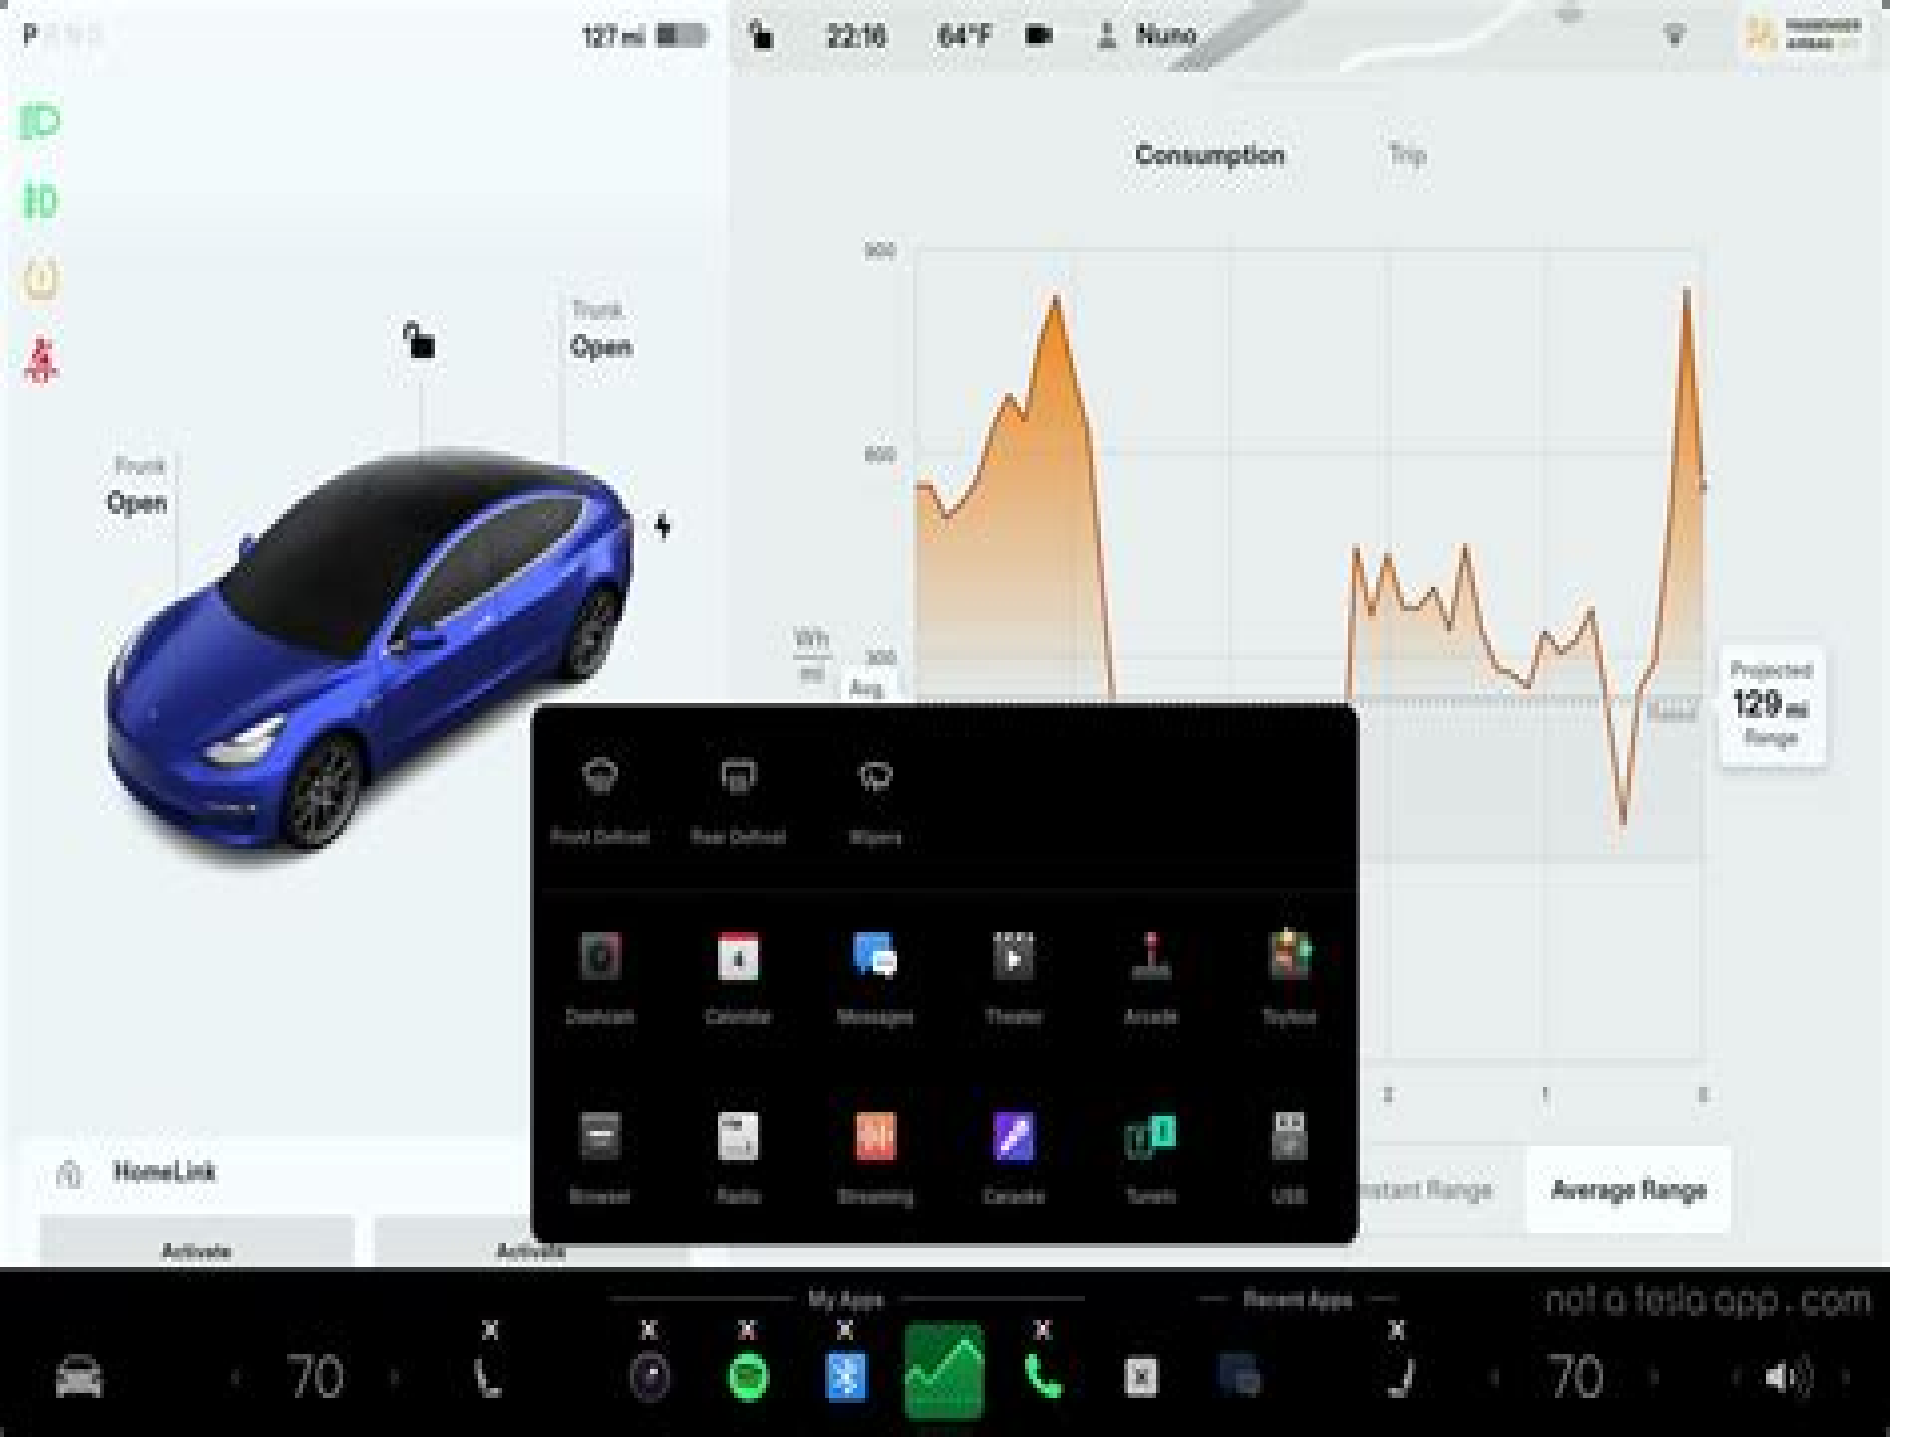 P
127 mi
22:16
64°F
Nuno
PASSENGER
AIRBAG
Consumption
Trip
900
600
300
Wh
mi
Avg.
Rated
Projected
129 mi
Range
Trunk
Open
Frunk
Open
Front Defrost
Rear Defrost
Wipers
Dashcam
Calendar
Messages
Theater
Arcade
Toybox
Browser
Radio
Streaming
Caraoke
TuneIn
USB
2
1
0
Average Range
HomeLink
Activate
Activate
My Apps
Recent Apps
not a tesla app.com
70
70